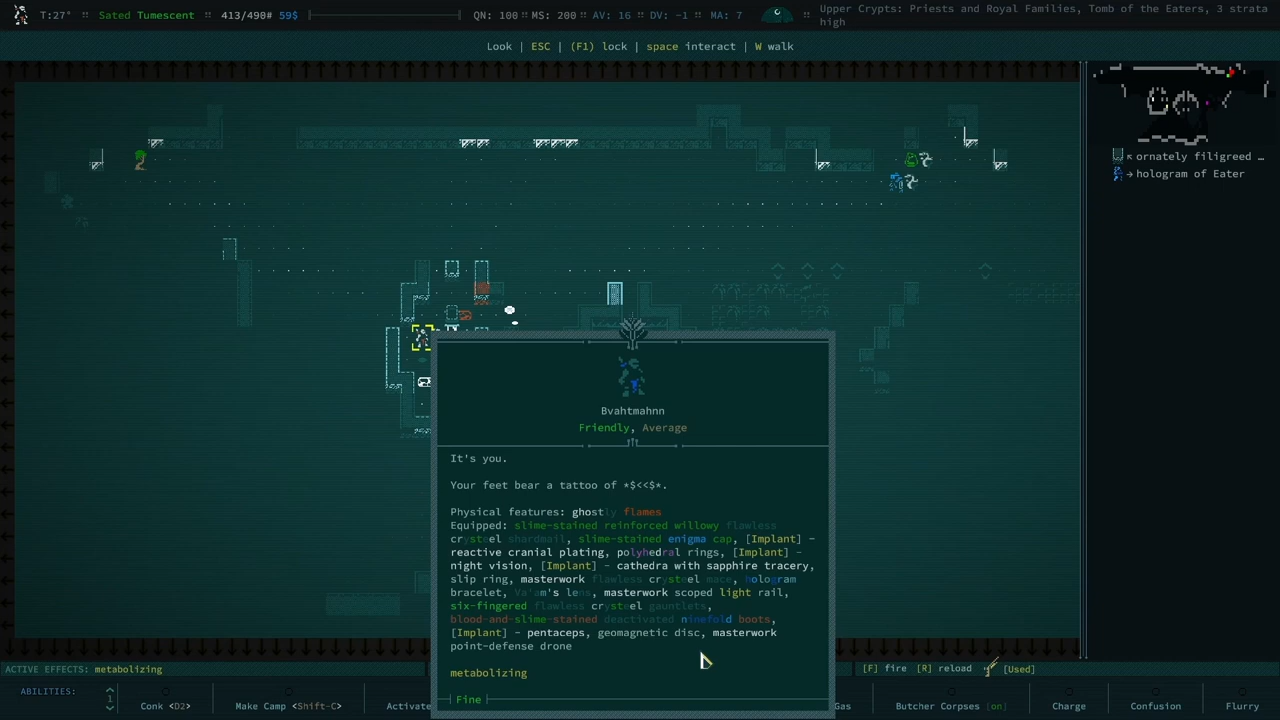 T:27° :: Sated Tumescent :: 413/490# 59$ QN: 100 :: MS: 200 :: AV: 16 :: DV: -1 :: MA: 7 :: Upper Crypts: Priests and Royal Families, Tomb of the Eaters, 3 strata
high
Look | ESC | (F1) lock | space interact | W walk
ornately filigreed …
hologram of Eater
Bvahtmahnn
Friendly, Average
It's you.
Your feet bear a tattoo of *$<<$*.
Physical features: ghostly flames
Equipped: slime-stained reinforced willowy flawless
crysteel shardmail, slime-stained enigma cap, [Implant] -
reactive cranial plating, polyhedral rings, [Implant] -
night vision, [Implant] - cathedra with sapphire tracery,
slip ring, masterwork flawless crysteel mace, hologram
bracelet, Va'am's lens, masterwork scoped light rail,
six-fingered flawless crysteel gauntlets,
blood-and-slime-stained deactivated ninefold boots,
[Implant] - pentaceps, geomagnetic disc, masterwork
point-defense drone
metabolizing
Fine
ACTIVE EFFECTS: metabolizing
[F] fire [R] reload [Used]
ABILITIES: 1 Conk <D2> Make Camp <Shift-C> Activate Gas Butcher Corpses [on] Charge Confusion Flurry